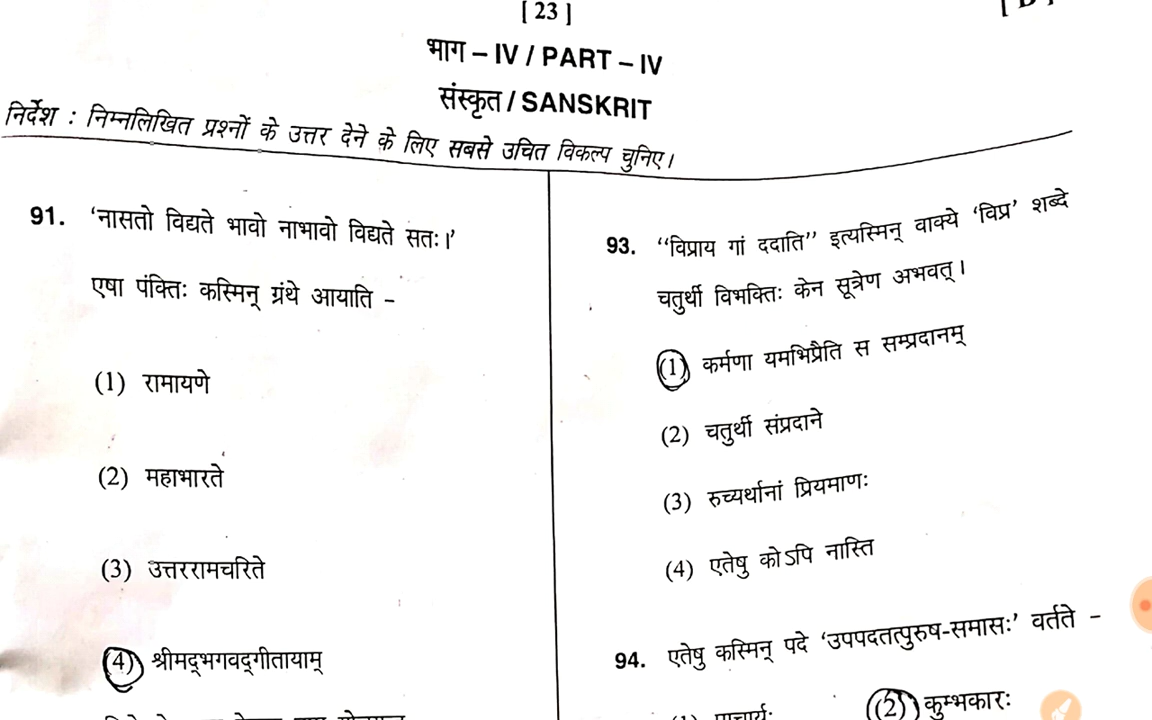 [ 23 ]
भाग – IV / PART – IV
संस्कृत / SANSKRIT
निर्देश : निम्नलिखित प्रश्नों के उत्तर देने के लिए सबसे उचित विकल्प चुनिए।
91. ‘नासतो विद्यते भावो नाभावो विद्यते सतः।’
एषा पंक्तिः कस्मिन् ग्रंथे आयाति –
(1) रामायणे
(2) महाभारते
(3) उत्तररामचरिते
(4) श्रीमद्‌भगवद्‌गीतायाम्
93. ‘‘विप्राय गां ददाति’’ इत्यस्मिन् वाक्ये ‘विप्र’ शब्दे
चतुर्थी विभक्तिः केन सूत्रेण अभवत्।
(1) कर्मणा यमभिप्रैति स सम्प्रदानम्
(2) चतुर्थी संप्रदाने
(3) रुच्यर्थानां प्रियमाणः
(4) एतेषु कोऽपि नास्ति
94. एतेषु कस्मिन् पदे ‘उपपदतत्पुरुष-समासः’ वर्तते –
(1) प्राचार्यः (2) कुम्भकारः